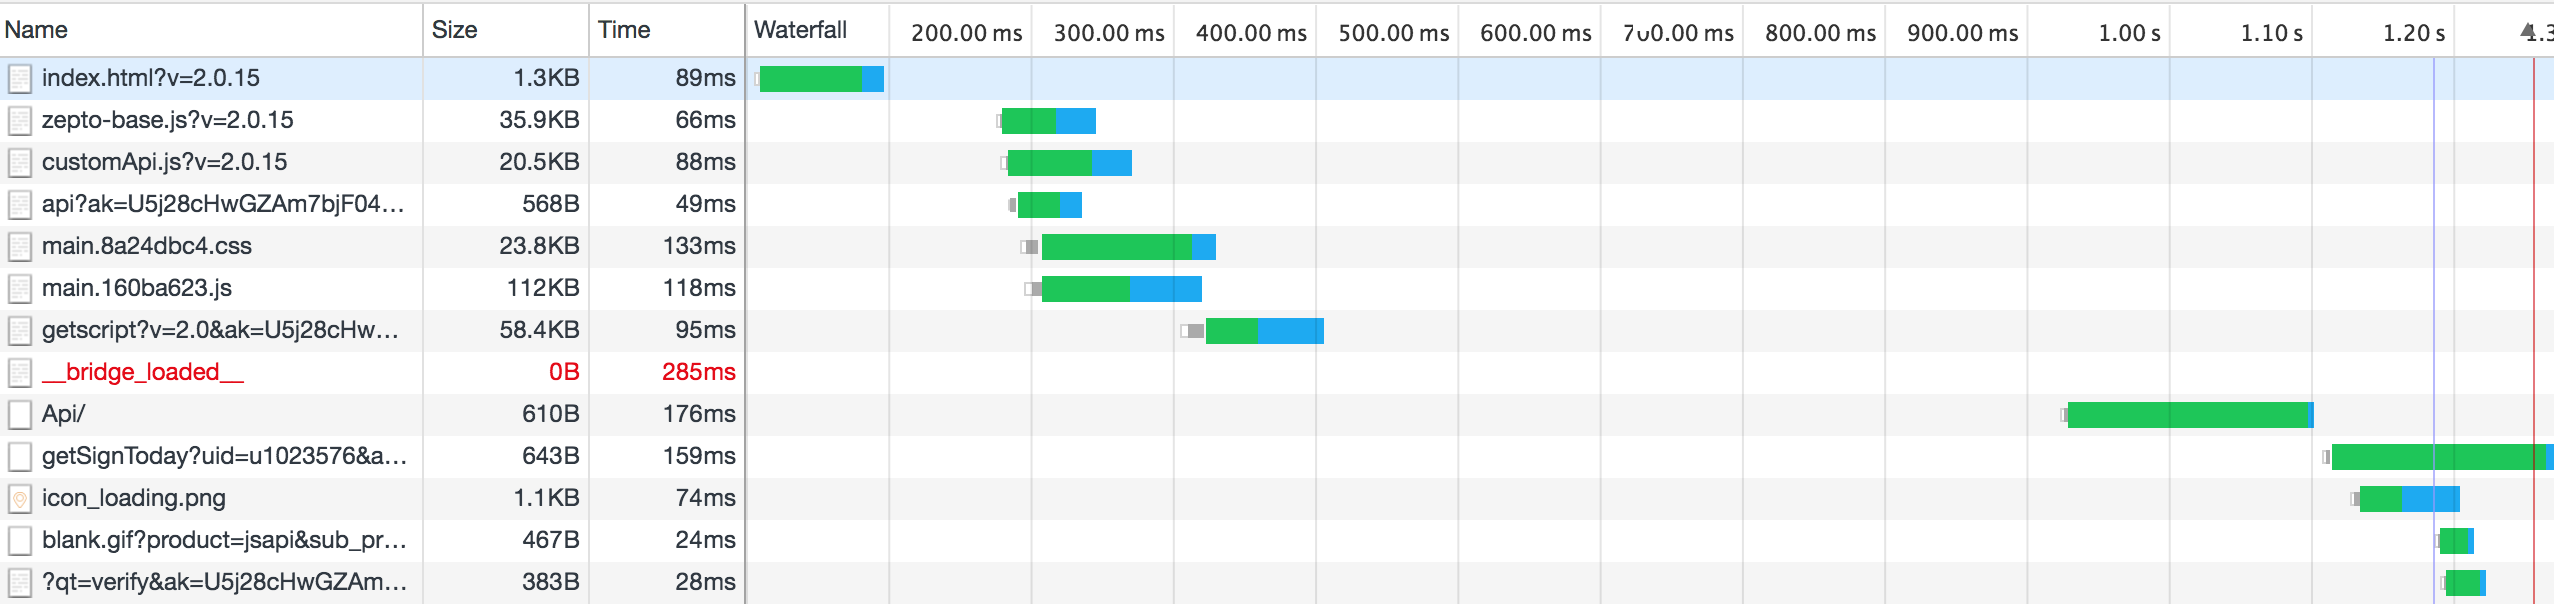 Name Size Time Waterfall 200.00 ms 300.00 ms 400.00 ms 500.00 ms 600.00 ms 700.00 ms 800.00 ms 900.00 ms 1.00 s 1.10 s 1.20 s 1.3
index.html?v=2.0.15 1.3KB 89ms
zepto-base.js?v=2.0.15 35.9KB 66ms
customApi.js?v=2.0.15 20.5KB 88ms
api?ak=U5j28cHwGZAm7bjF04... 568B 49ms
main.8a24dbc4.css 23.8KB 133ms
main.160ba623.js 112KB 118ms
getscript?v=2.0&ak=U5j28cHw... 58.4KB 95ms
__bridge_loaded__ 0B 285ms
Api/ 610B 176ms
getSignToday?uid=u1023576&a... 643B 159ms
icon_loading.png 1.1KB 74ms
blank.gif?product=jsapi&sub_pr... 467B 24ms
?qt=verify&ak=U5j28cHwGZAm... 383B 28ms